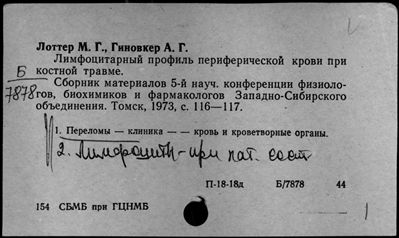 Лоттер М. Г., Гиновкер А. Г.
Лимфоцитарный профиль периферической крови при
костной травме.
Б
7878
Сборник материалов 5-й науч. конференции физиоло-
гов, биохимиков и фармакологов Западно-Сибирского
объединения. Томск, 1973, с. 116—117.
1. Переломы — клиника — — кровь и кроветворные органы.
2. Лимфоциты - при пат. сост
П-18-18д Б/7878 44
154 СБМБ при ГЦНМБ
1